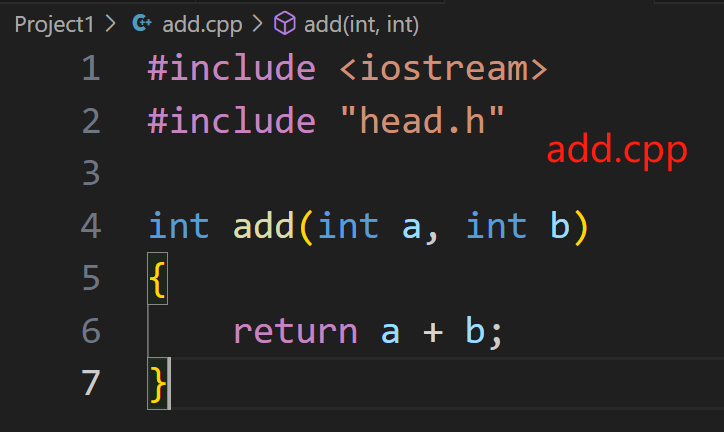 Project1 > add.cpp > add(int, int)
1 #include <iostream>
2 #include "head.h"
add.cpp
3
4 int add(int a, int b)
5 {
6     return a + b;
7 }